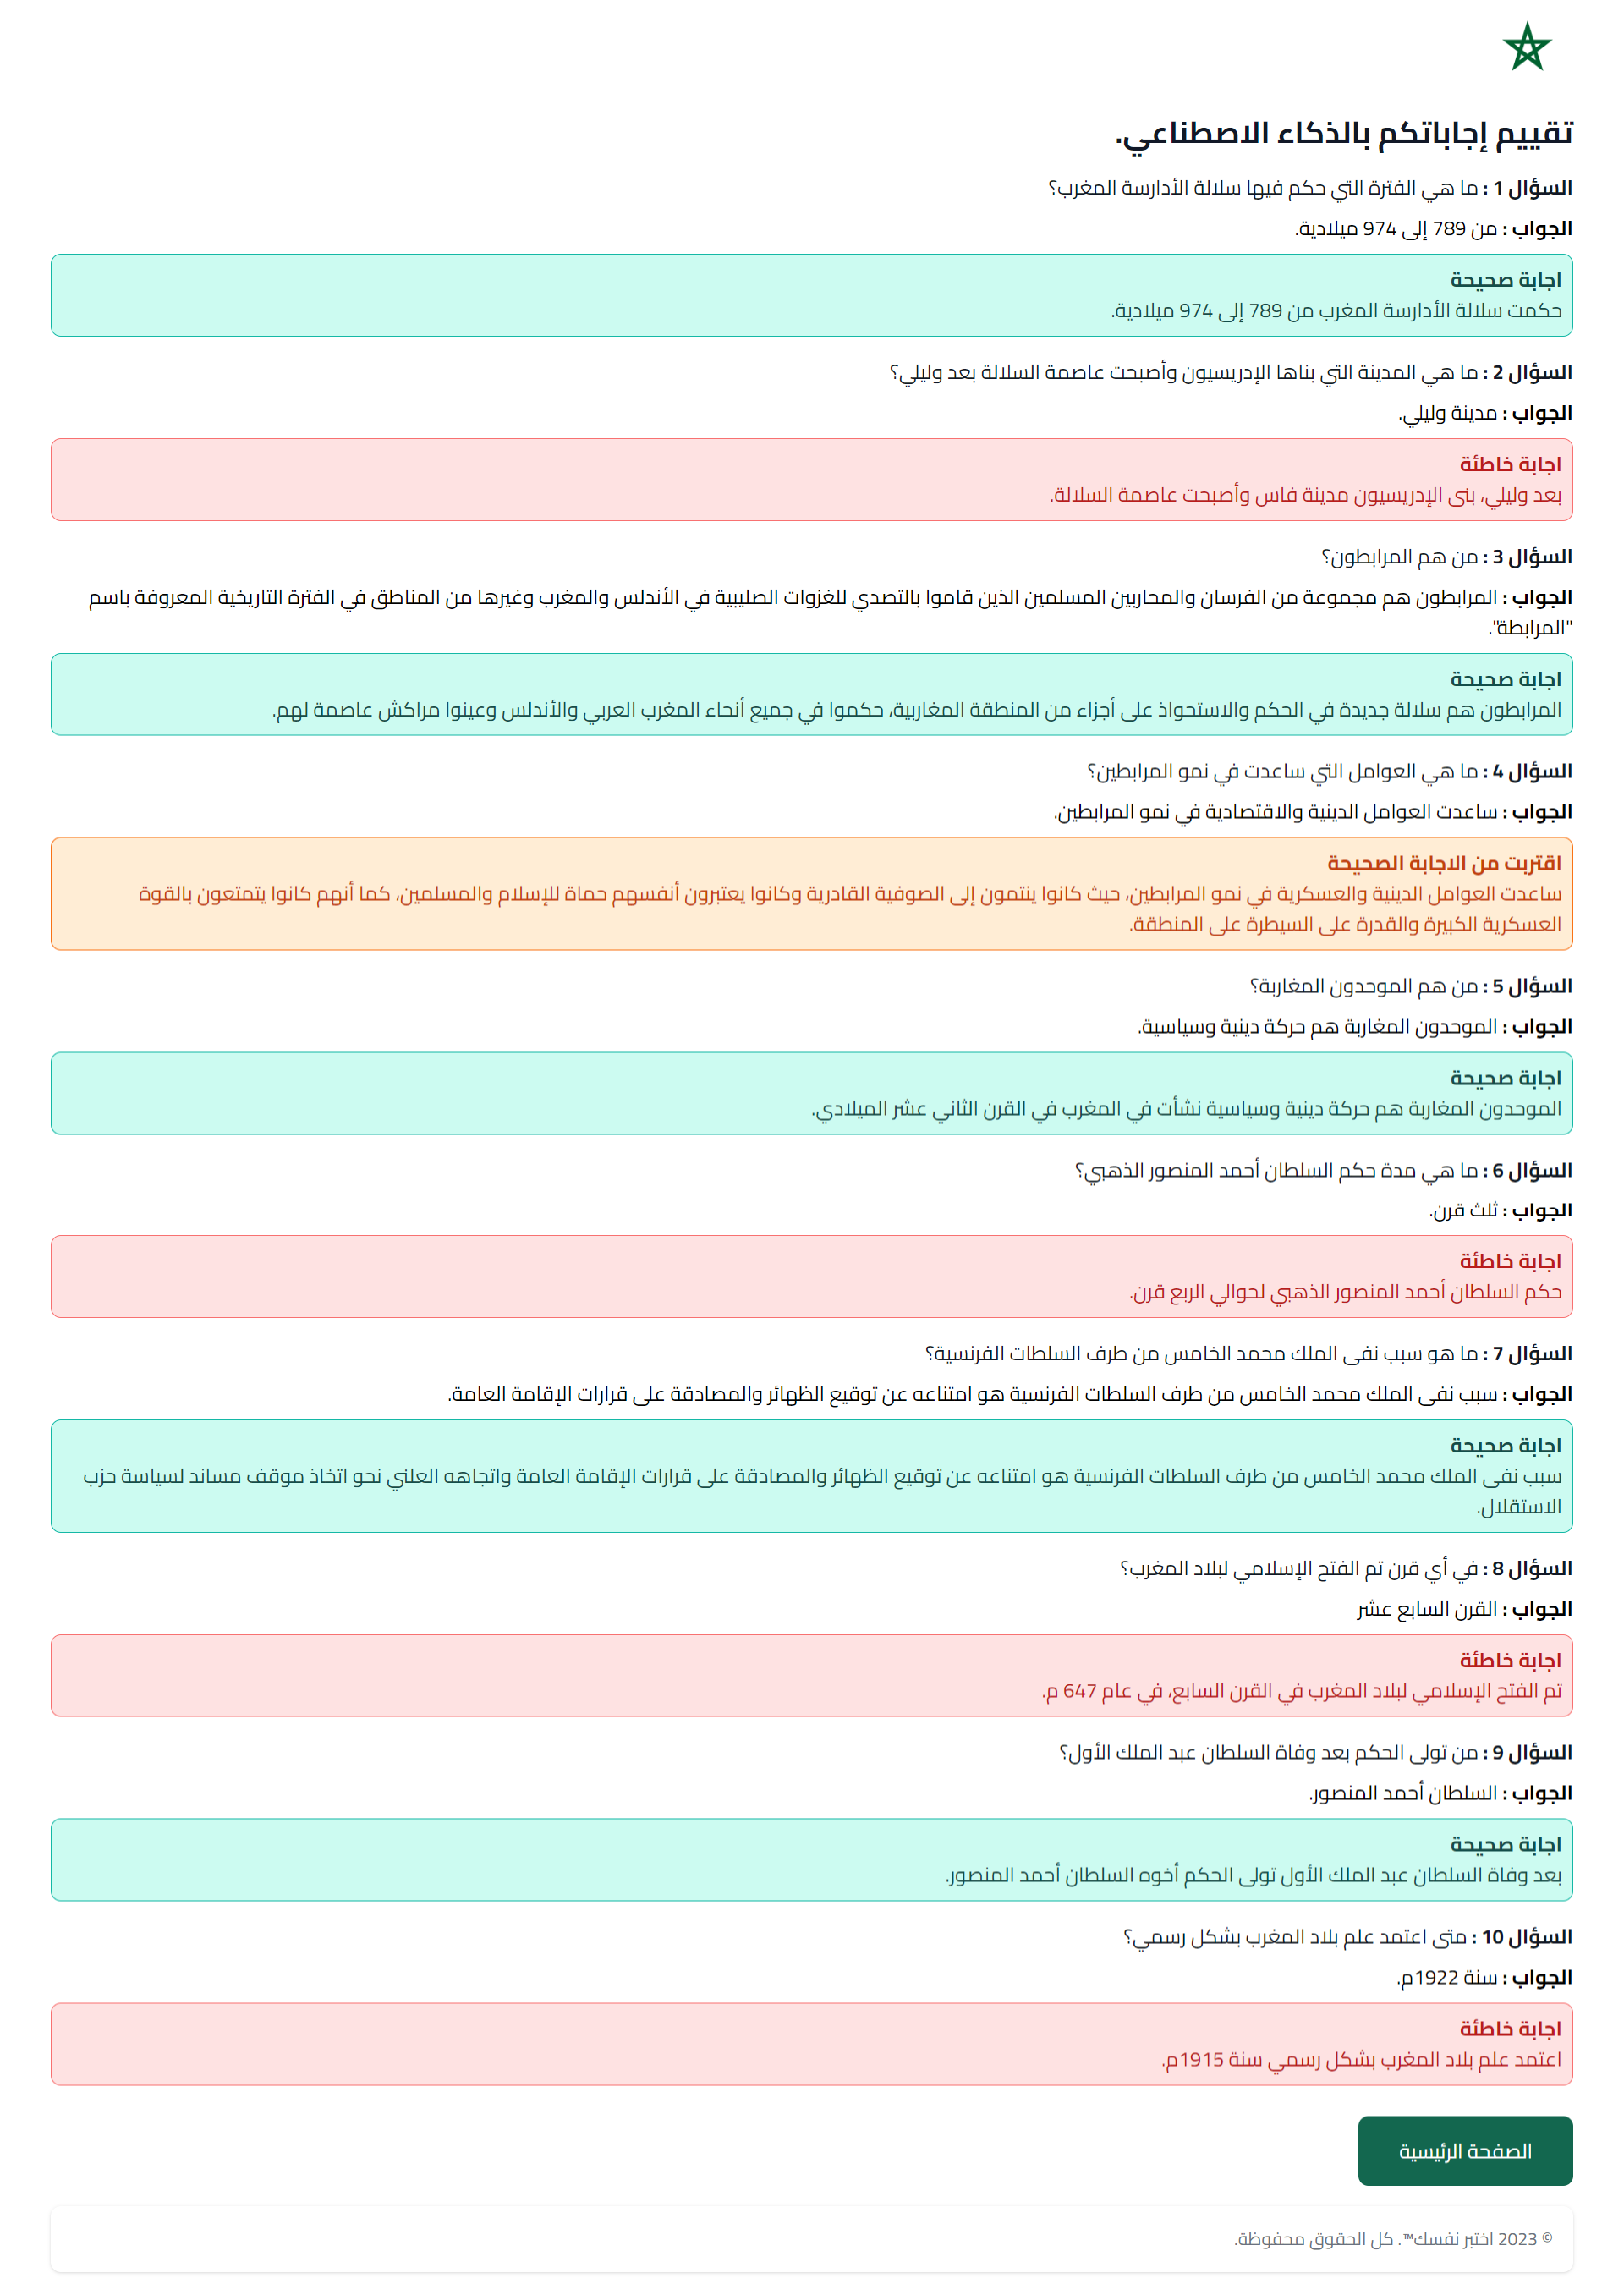 تقييم إجاباتكم بالذكاء الاصطناعي.
السؤال 1 : ما هي الفترة التي حكم فيها سلالة الأدارسة المغرب؟
الجواب : من 789 إلى 974 ميلادية.
اجابة صحيحة
حكمت سلالة الأدارسة المغرب من 789 إلى 974 ميلادية.
السؤال 2 : ما هي المدينة التي بناها الإدريسيون وأصبحت عاصمة السلالة بعد وليلي؟
الجواب : مدينة وليلي.
اجابة خاطئة
بعد وليلي، بنى الإدريسيون مدينة فاس وأصبحت عاصمة السلالة.
السؤال 3 : من هم المرابطون؟
الجواب : المرابطون هم مجموعة من الفرسان والمحاربين المسلمين الذين قاموا بالتصدي للغزوات الصليبية في الأندلس والمغرب وغيرها من المناطق في الفترة التاريخية المعروفة باسم
"المرابطة".
اجابة صحيحة
المرابطون هم سلالة جديدة في الحكم والاستحواذ على أجزاء من المنطقة المغاربية، حكموا في جميع أنحاء المغرب العربي والأندلس وعينوا مراكش عاصمة لهم.
السؤال 4 : ما هي العوامل التي ساعدت في نمو المرابطين؟
الجواب : ساعدت العوامل الدينية والاقتصادية في نمو المرابطين.
اقتربت من الاجابة الصحيحة
ساعدت العوامل الدينية والعسكرية في نمو المرابطين، حيث كانوا ينتمون إلى الصوفية القادرية وكانوا يعتبرون أنفسهم حماة للإسلام والمسلمين، كما أنهم كانوا يتمتعون بالقوة
العسكرية الكبيرة والقدرة على السيطرة على المنطقة.
السؤال 5 : من هم الموحدون المغاربة؟
الجواب : الموحدون المغاربة هم حركة دينية وسياسية.
اجابة صحيحة
الموحدون المغاربة هم حركة دينية وسياسية نشأت في المغرب في القرن الثاني عشر الميلادي.
السؤال 6 : ما هي مدة حكم السلطان أحمد المنصور الذهبي؟
الجواب : ثلث قرن.
اجابة خاطئة
حكم السلطان أحمد المنصور الذهبي لحوالي الربع قرن.
السؤال 7 : ما هو سبب نفى الملك محمد الخامس من طرف السلطات الفرنسية؟
الجواب : سبب نفى الملك محمد الخامس من طرف السلطات الفرنسية هو امتناعه عن توقيع الظهائر والمصادقة على قرارات الإقامة العامة.
اجابة صحيحة
سبب نفى الملك محمد الخامس من طرف السلطات الفرنسية هو امتناعه عن توقيع الظهائر والمصادقة على قرارات الإقامة العامة واتجاهه العلني نحو اتخاذ موقف مساند لسياسة حزب
الاستقلال.
السؤال 8 : في أي قرن تم الفتح الإسلامي لبلاد المغرب؟
الجواب : القرن السابع عشر
اجابة خاطئة
تم الفتح الإسلامي لبلاد المغرب في القرن السابع، في عام 647 م.
السؤال 9 : من تولى الحكم بعد وفاة السلطان عبد الملك الأول؟
الجواب : السلطان أحمد المنصور.
اجابة صحيحة
بعد وفاة السلطان عبد الملك الأول تولى الحكم أخوه السلطان أحمد المنصور.
السؤال 10 : متى اعتمد علم بلاد المغرب بشكل رسمي؟
الجواب : سنة 1922م.
اجابة خاطئة
اعتمد علم بلاد المغرب بشكل رسمي سنة 1915م.
الصفحة الرئيسية
© 2023 اختبر نفسك™. كل الحقوق محفوظة.